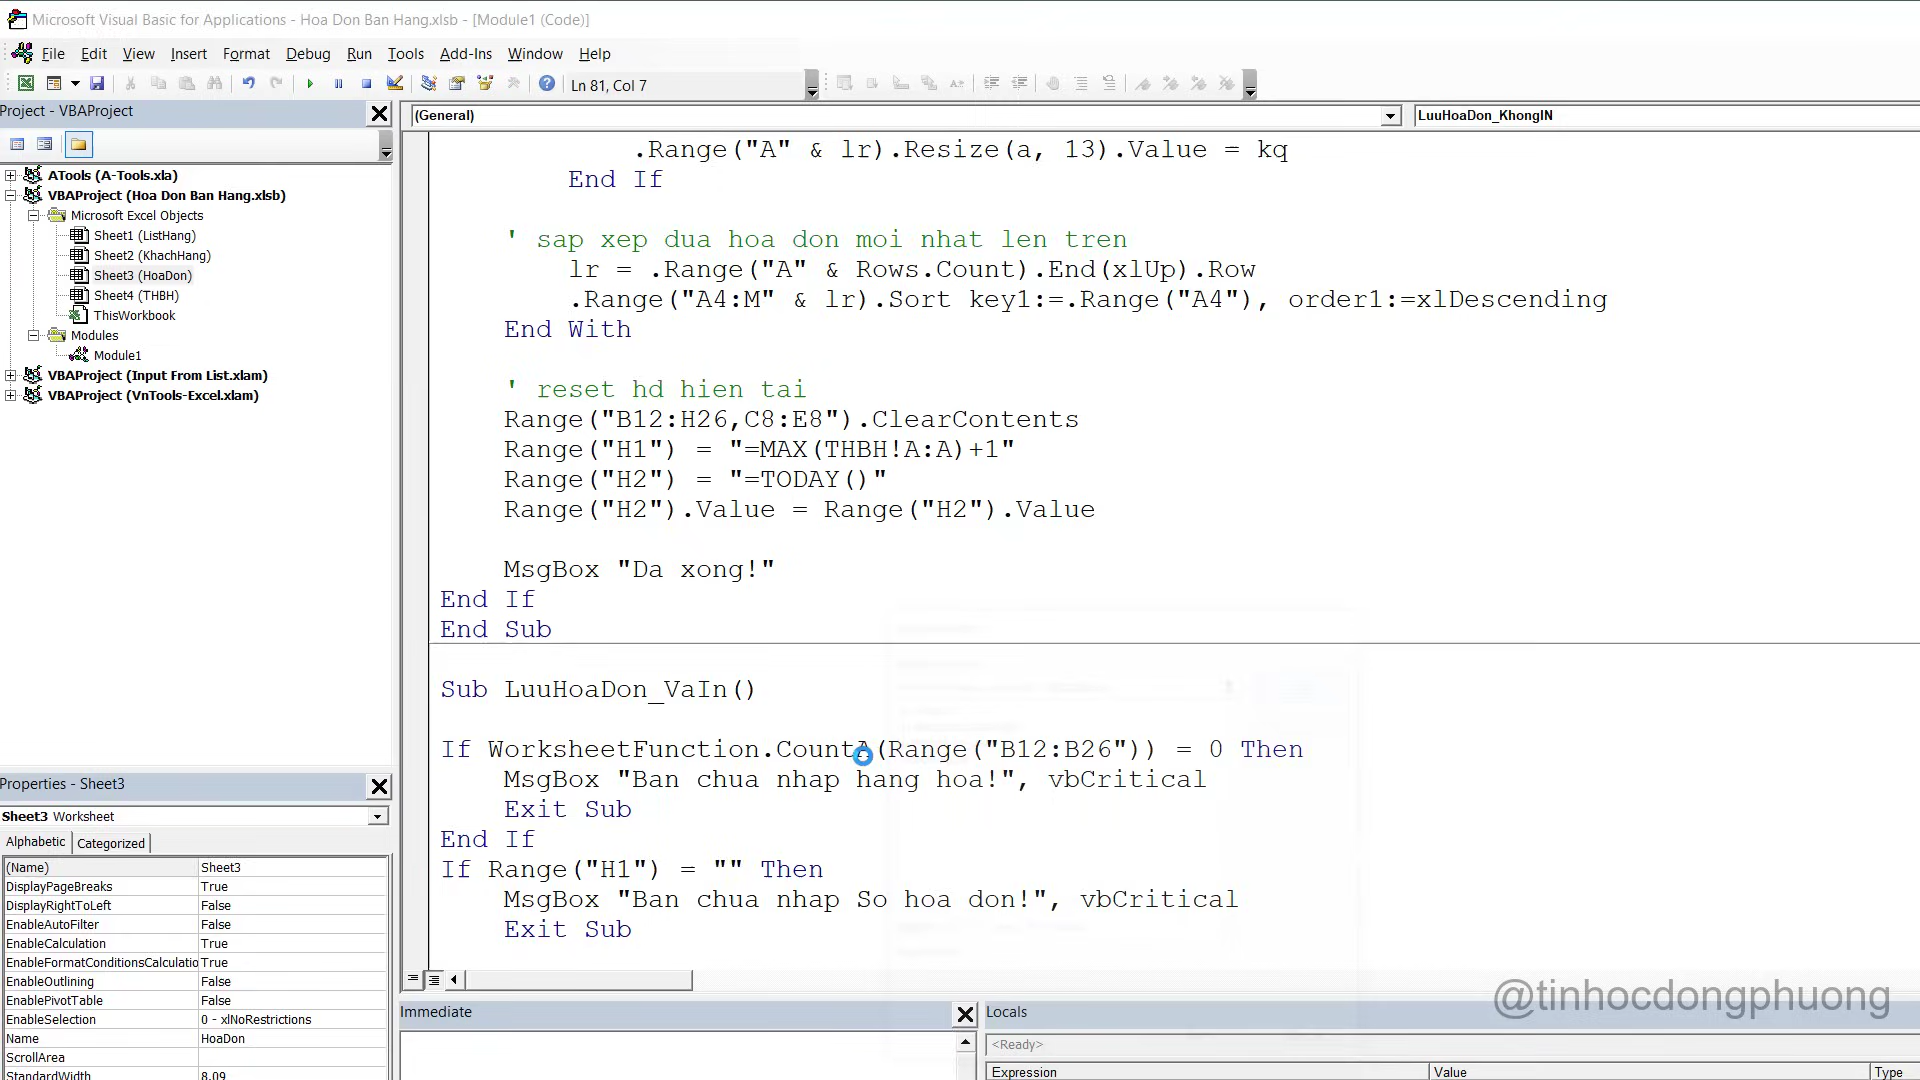 Microsoft Visual Basic for Applications - Hoa Don Ban Hang.xlsb - [Module1 (Code)]
File Edit View Insert Format Debug Run Tools Add-Ins Window Help
Ln 81, Col 7
Project - VBAProject
(General)
LuuHoaDon_KhongIN
ATools (A-Tools.xla)
VBAProject (Hoa Don Ban Hang.xlsb)
Microsoft Excel Objects
Sheet1 (ListHang)
Sheet2 (KhachHang)
Sheet3 (HoaDon)
Sheet4 (THBH)
ThisWorkbook
Modules
Module1
VBAProject (Input From List.xlam)
VBAProject (VnTools-Excel.xlam)
.Range("A" & lr).Resize(a, 13).Value = kq
End If
' sap xep dua hoa don moi nhat len tren
lr = .Range("A" & Rows.Count).End(xlUp).Row
.Range("A4:M" & lr).Sort key1:=.Range("A4"), order1:=xlDescending
End With
' reset hd hien tai
Range("B12:H26,C8:E8").ClearContents
Range("H1") = "=MAX(THBH!A:A)+1"
Range("H2") = "=TODAY()"
Range("H2").Value = Range("H2").Value
MsgBox "Da xong!"
End If
End Sub
Sub LuuHoaDon_VaIn()
If WorksheetFunction.CountA(Range("B12:B26")) = 0 Then
MsgBox "Ban chua nhap hang hoa!", vbCritical
Exit Sub
End If
If Range("H1") = "" Then
MsgBox "Ban chua nhap So hoa don!", vbCritical
Exit Sub
Properties - Sheet3
Sheet3 Worksheet
Alphabetic Categorized
(Name) Sheet3
DisplayPageBreaks True
DisplayRightToLeft False
EnableAutoFilter False
EnableCalculation True
EnableFormatConditionsCalculatio True
EnableOutlining False
EnablePivotTable False
EnableSelection 0 - xlNoRestrictions
Name HoaDon
ScrollArea
StandardWidth 8.09
Immediate
Locals
<Ready>
Expression Value Type
@tinhocdongphuong